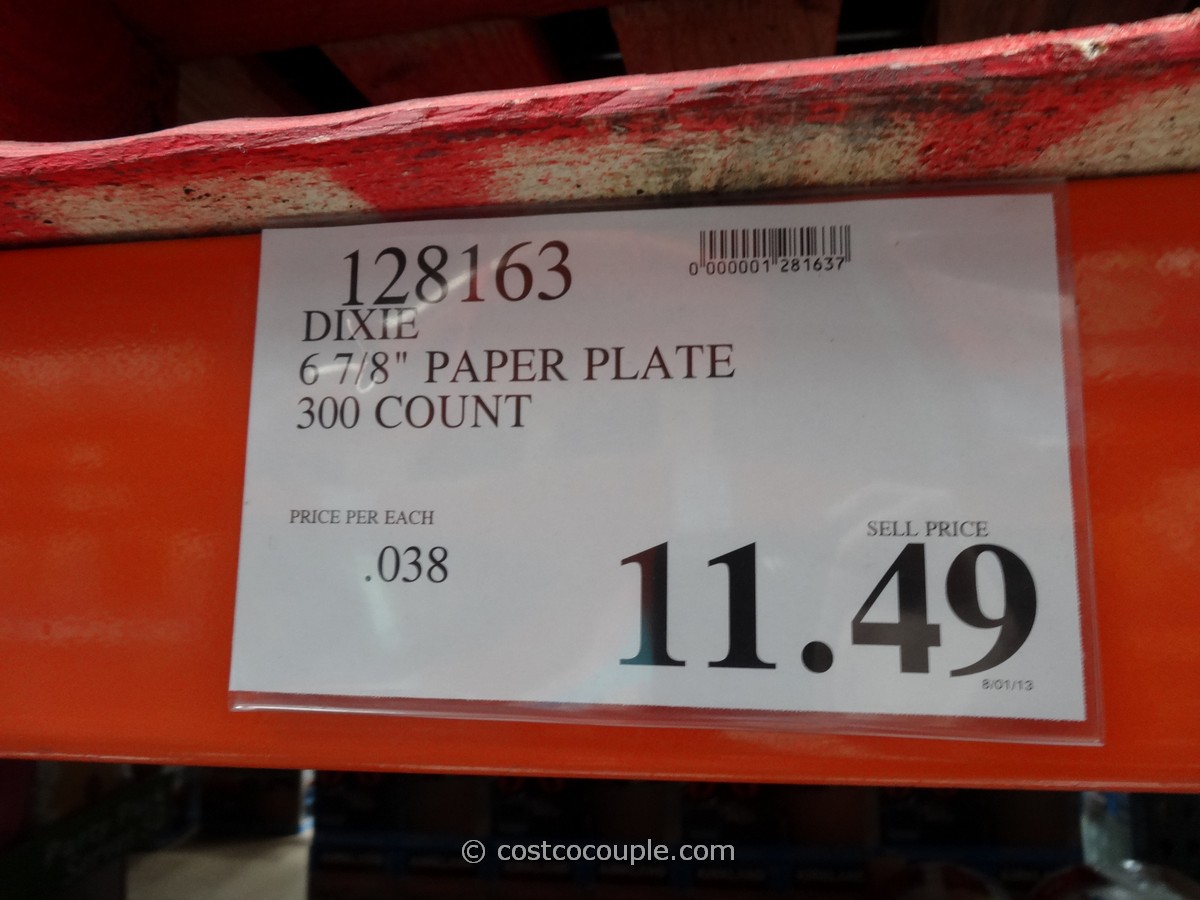 128163
0 000001 281637
DIXIE
6 7/8" PAPER PLATE
300 COUNT
PRICE PER EACH
.038
SELL PRICE
11.49
8/01/13
© costcocouple.com